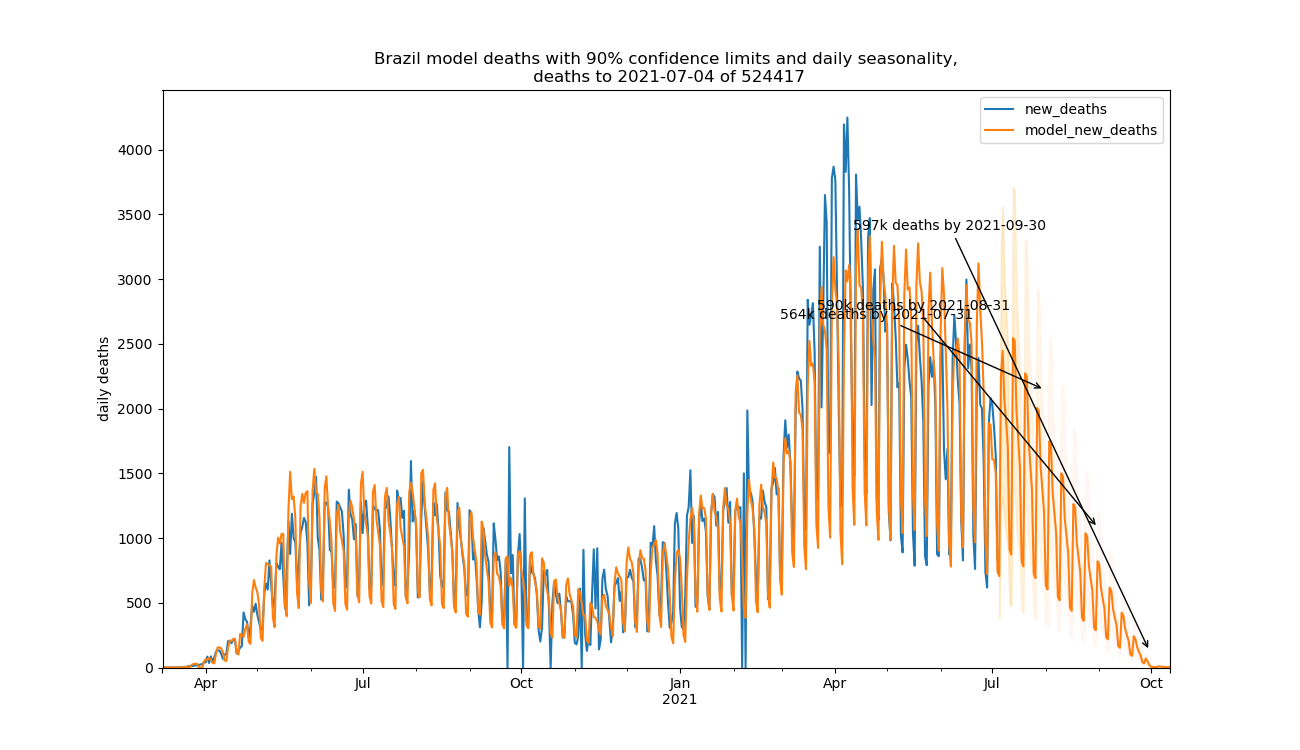 Brazil model deaths with 90% confidence limits and daily seasonality,
deaths to 2021-07-04 of 524417
new_deaths
model_new_deaths
daily deaths
4000
3500
3000
2500
2000
1500
1000
500
0
597k deaths by 2021-09-30
590k deaths by 2021-08-31
564k deaths by 2021-07-31
Apr
Jul
Oct
Jan
2021
Apr
Jul
Oct